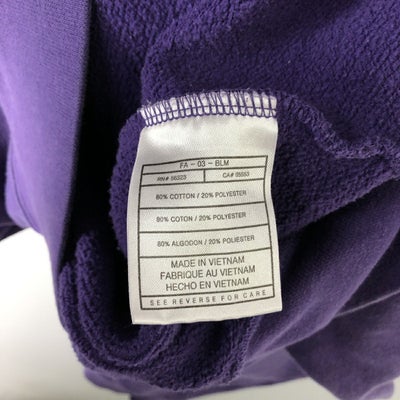 FA - 03 - BLM
RN# 56323 CA# 05553
80% COTTON / 20% POLYESTER
80% COTON / 20% POLYESTER
80% ALGODON / 20% POLIESTER
MADE IN VIETNAM
FABRIQUE AU VIETNAM
HECHO EN VIETNAM
SEE REVERSE FOR CARE